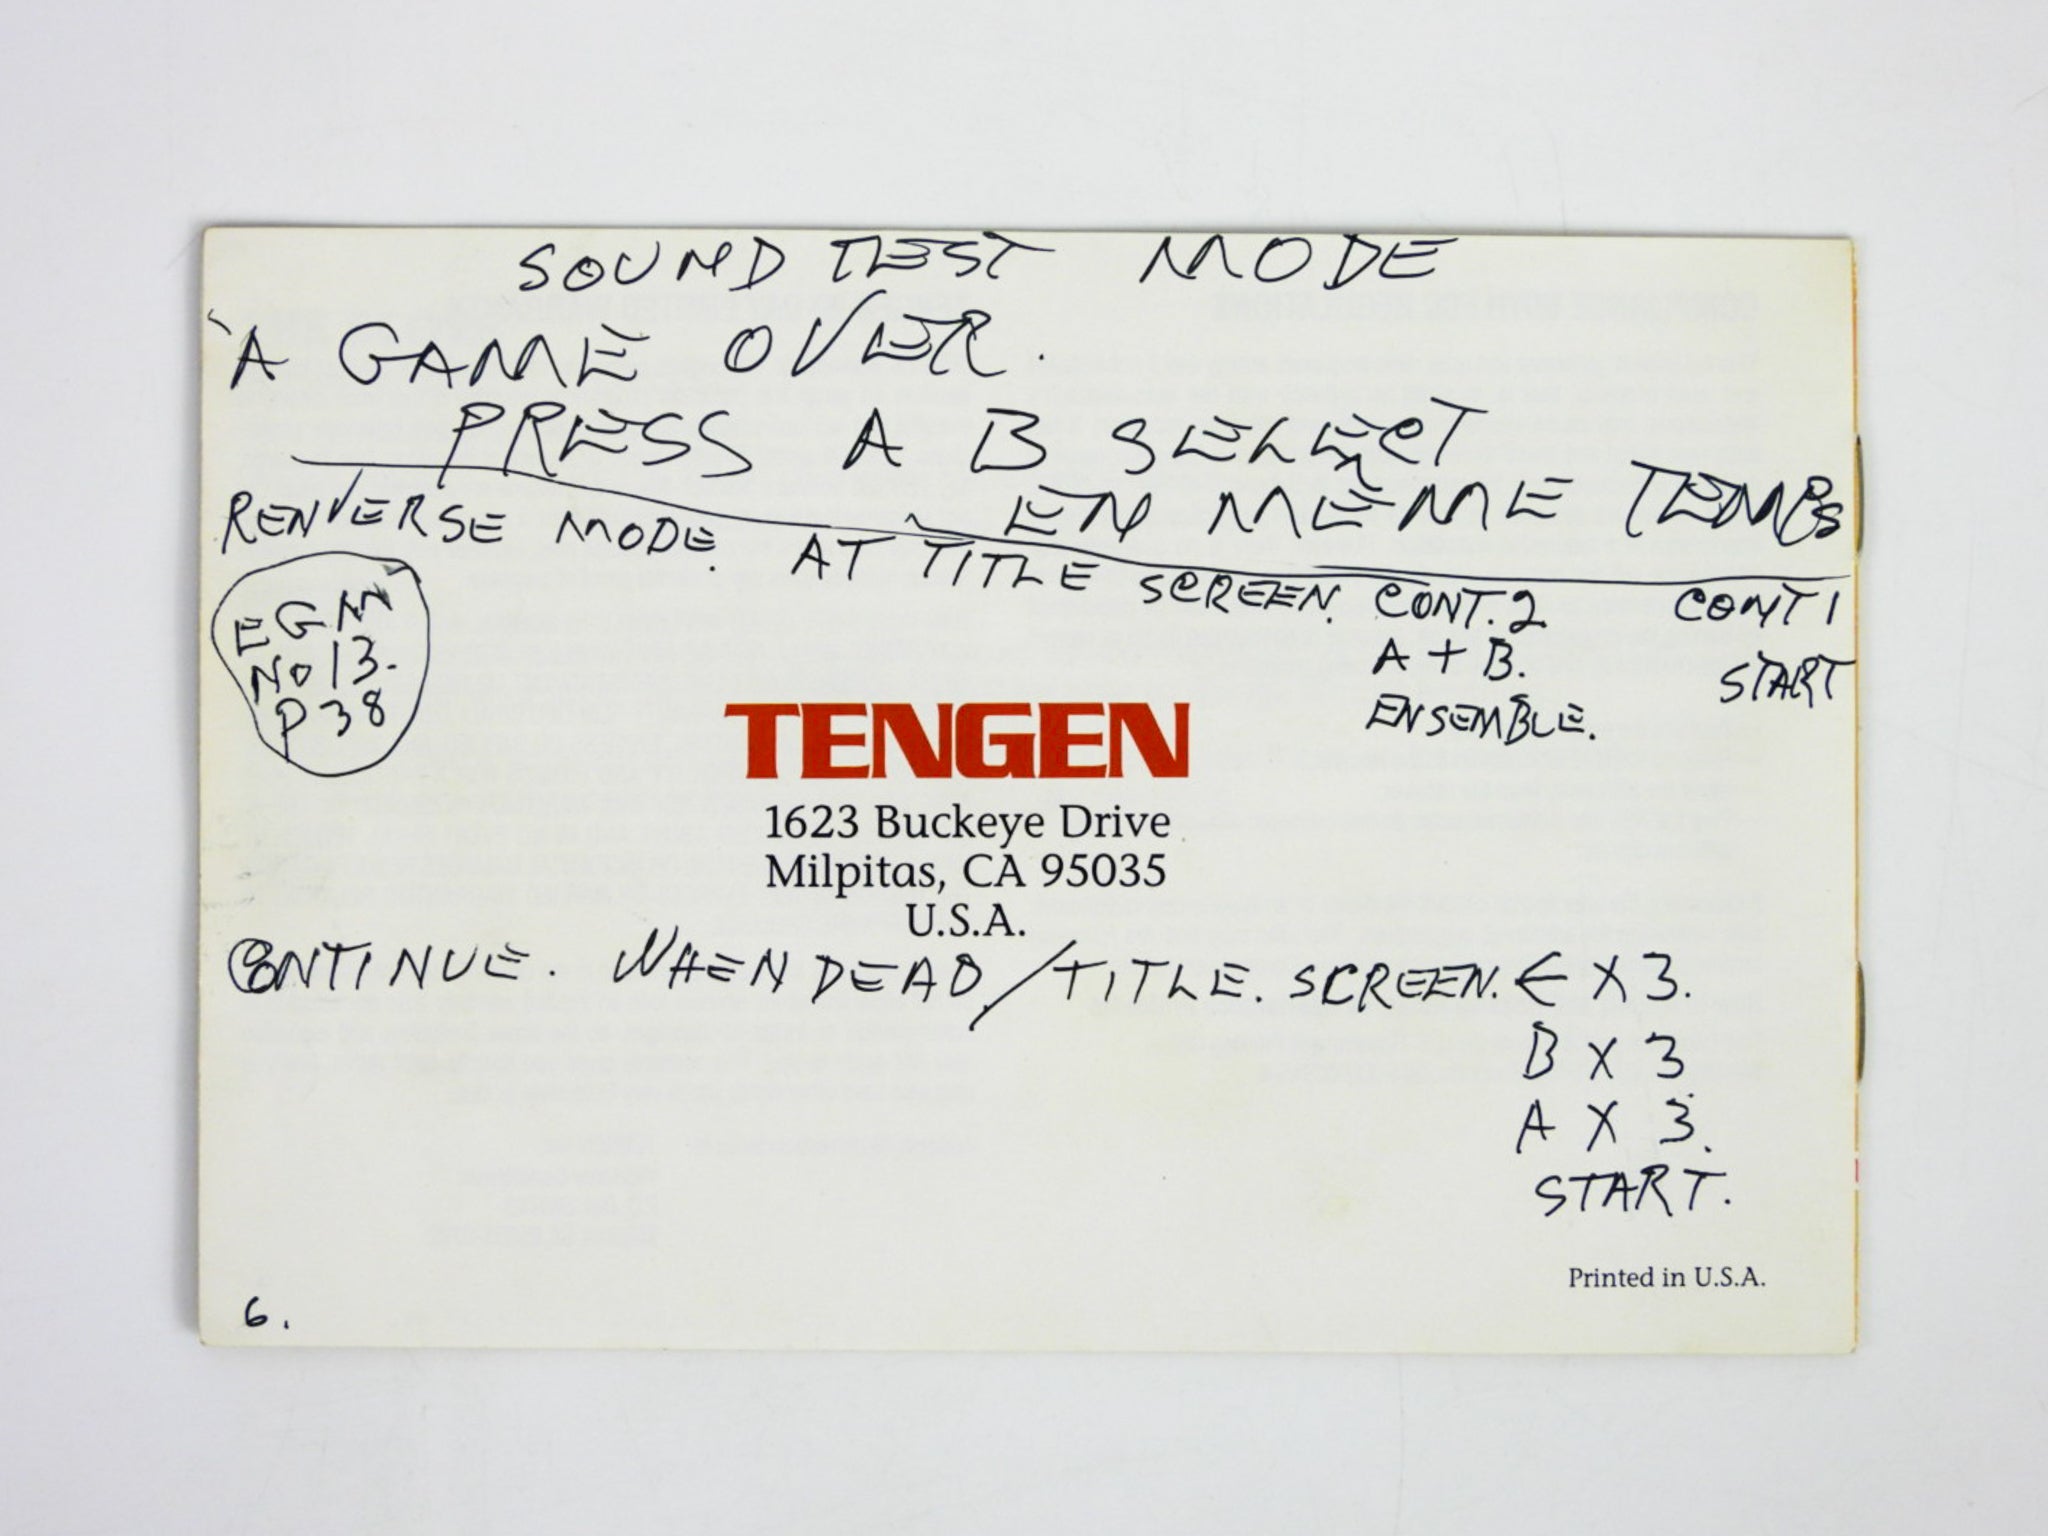 SOUND TEST MODE
`A GAME OVER.
PRESS A B SELECT
EN MÊME TEMPS
RENVERSE MODE. AT TITLE SCREEN. CONT. 2 CONT 1
A + B. START
ENSEMBLE.
EGM
No 13.
P 38
TENGEN
1623 Buckeye Drive
Milpitas, CA 95035
U.S.A.
CONTINUE. WHEN DEAD./TITLE. SCREEN. ← X 3.
B X 3
A X 3.
START.
Printed in U.S.A.
6.